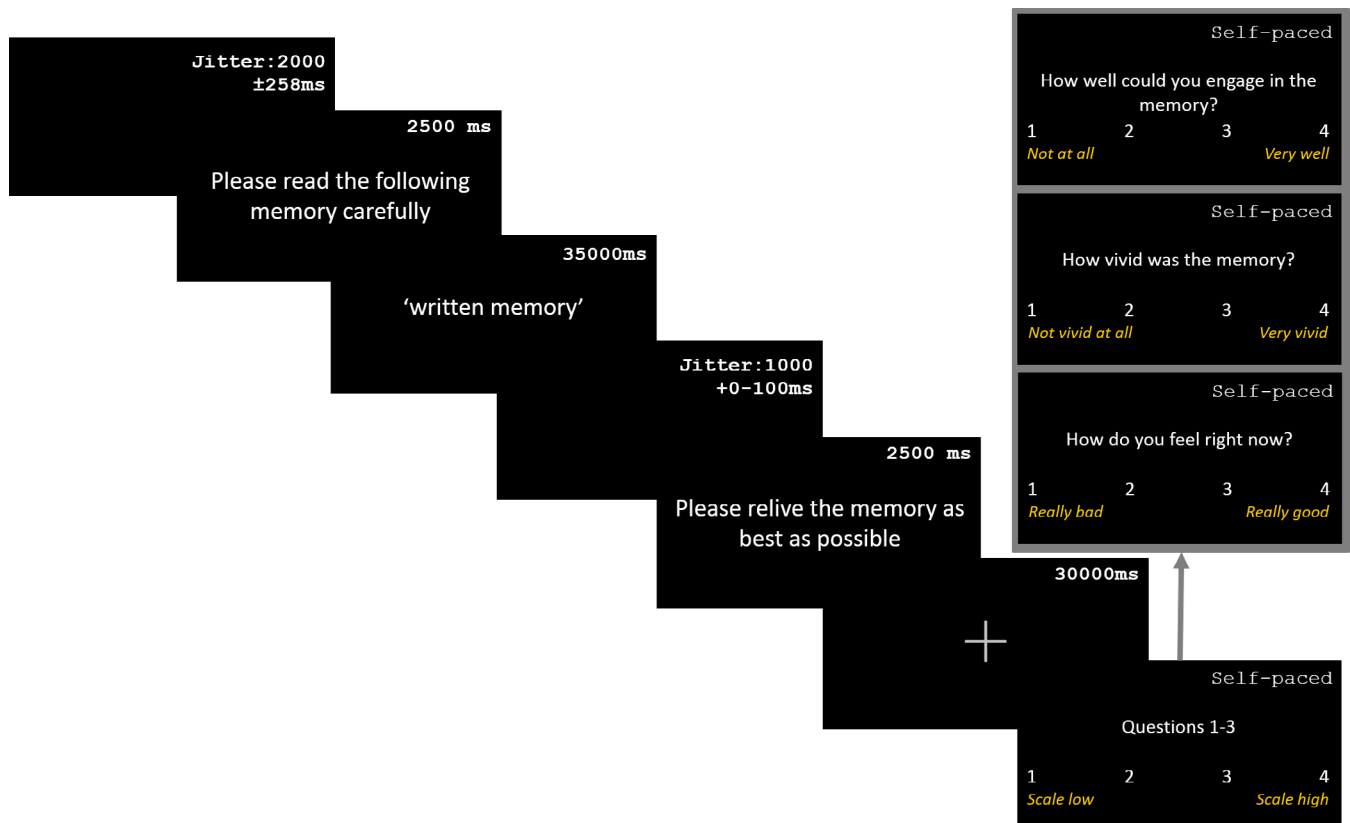 Jitter:2000
±258ms
2500 ms
Please read the following
memory carefully
35000ms
‘written memory’
Jitter:1000
+0-100ms
2500 ms
Please relive the memory as
best as possible
30000ms
Self-paced
Questions 1-3
1 2 3 4
Scale low Scale high
Self-paced
How well could you engage in the
memory?
1 2 3 4
Not at all Very well
Self-paced
How vivid was the memory?
1 2 3 4
Not vivid at all Very vivid
Self-paced
How do you feel right now?
1 2 3 4
Really bad Really good